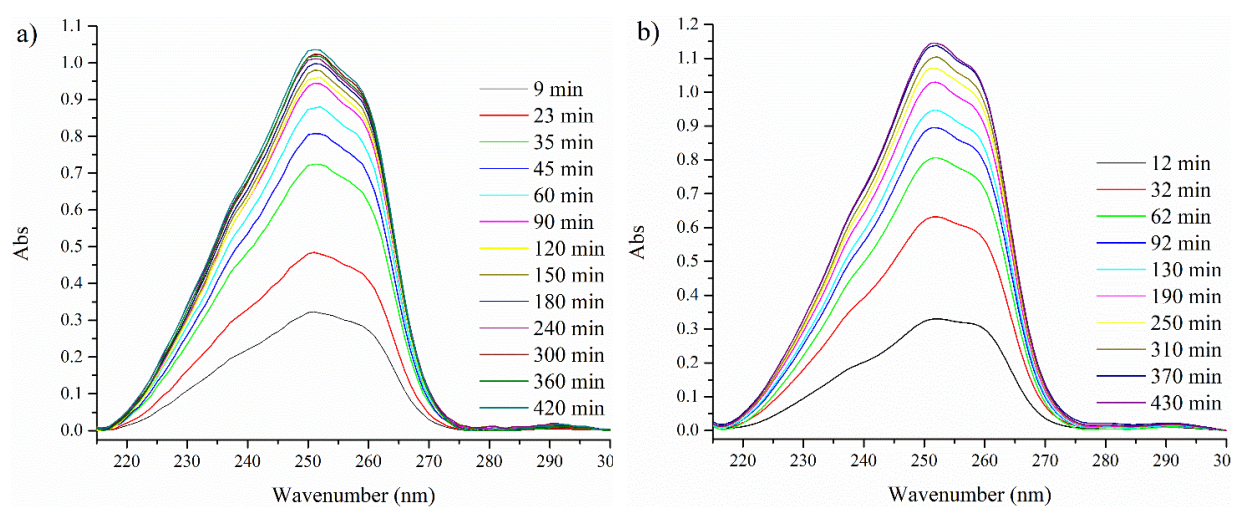 a)
1.1
1.0
0.9
0.8
0.7
0.6
0.5
0.4
0.3
0.2
0.1
0.0
Abs
220 230 240 250 260 270 280 290 30
Wavenumber (nm)
9 min
23 min
35 min
45 min
60 min
90 min
120 min
150 min
180 min
240 min
300 min
360 min
420 min
b)
1.2
1.1
1.0
0.9
0.8
0.7
0.6
0.5
0.4
0.3
0.2
0.1
0.0
Abs
220 230 240 250 260 270 280 290 30
Wavenumber (nm)
12 min
32 min
62 min
92 min
130 min
190 min
250 min
310 min
370 min
430 min